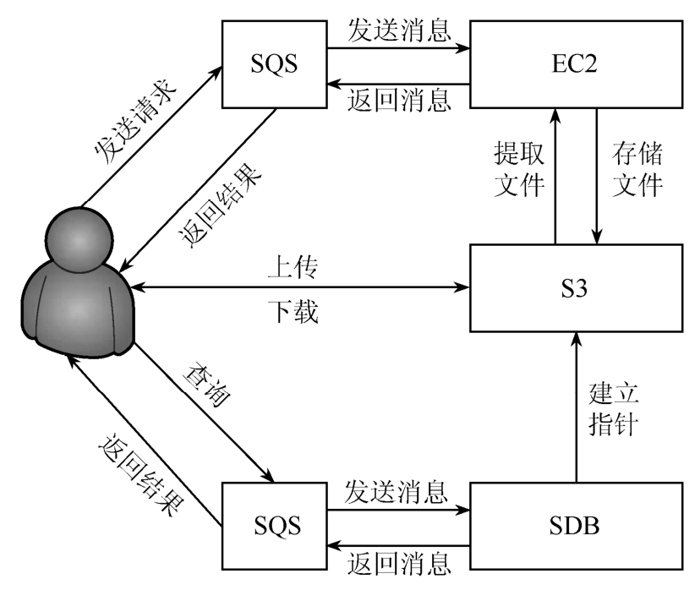 发送消息
SQS
EC2
返回消息
发送请求
提取
文件
存储
文件
返回结果
上传
S3
下载
查询
建立
指针
返回结果
发送消息
SQS
SDB
返回消息